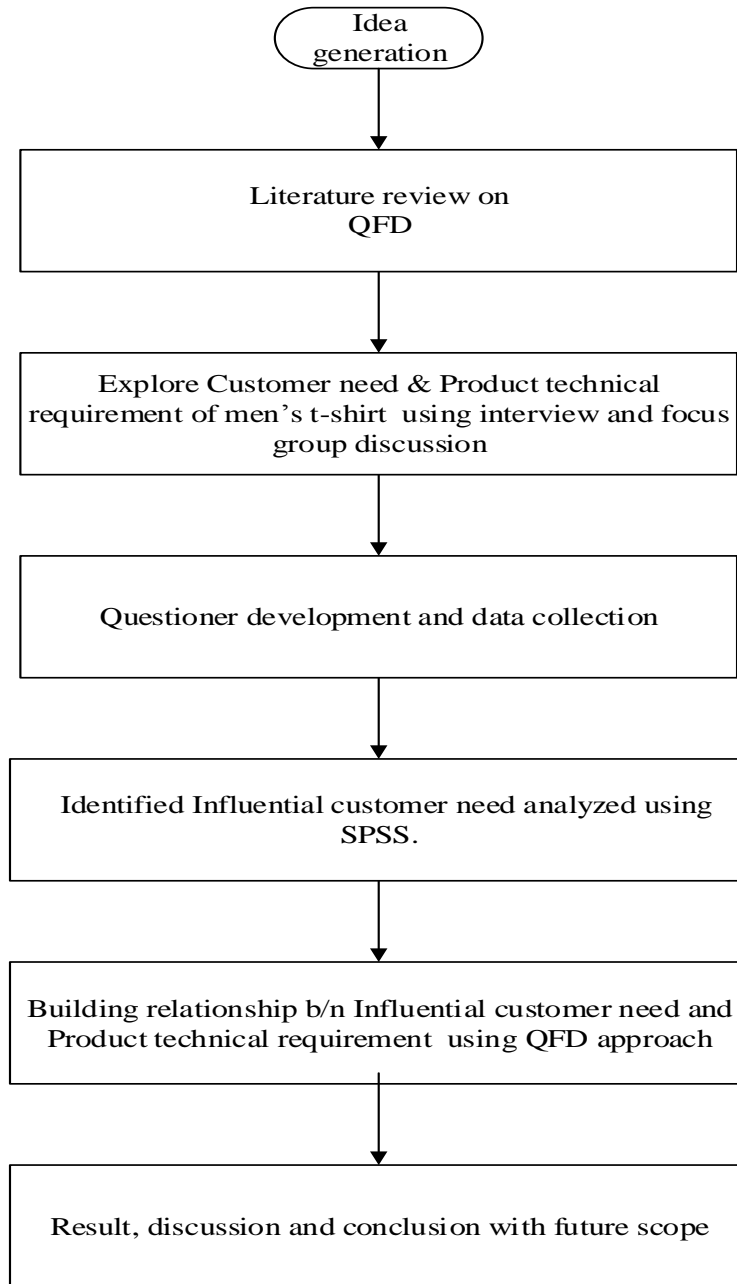 Idea
generation
Literature review on
QFD
Explore Customer need & Product technical
requirement of men’s t-shirt using interview and focus
group discussion
Questioner development and data collection
Identified Influential customer need analyzed using
SPSS.
Building relationship b/n Influential customer need and
Product technical requirement using QFD approach
Result, discussion and conclusion with future scope